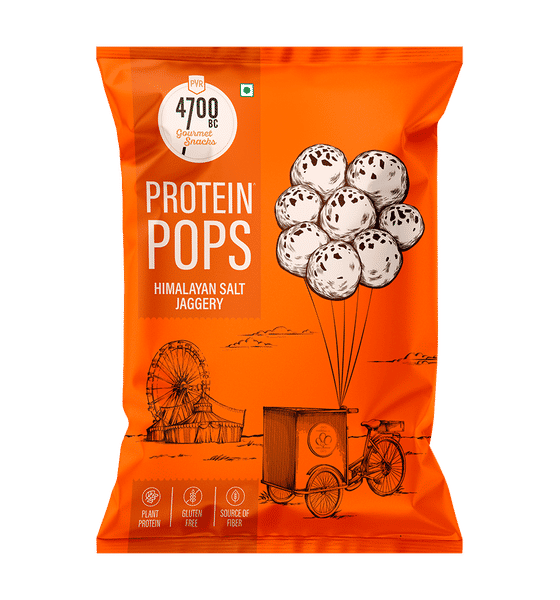 PVR
4700
BC
Gourmet
Snacks
PROTEIN
POPS
HIMALAYAN SALT
JAGGERY
PLANT
PROTEIN
GLUTEN
FREE
SOURCE OF
FIBER